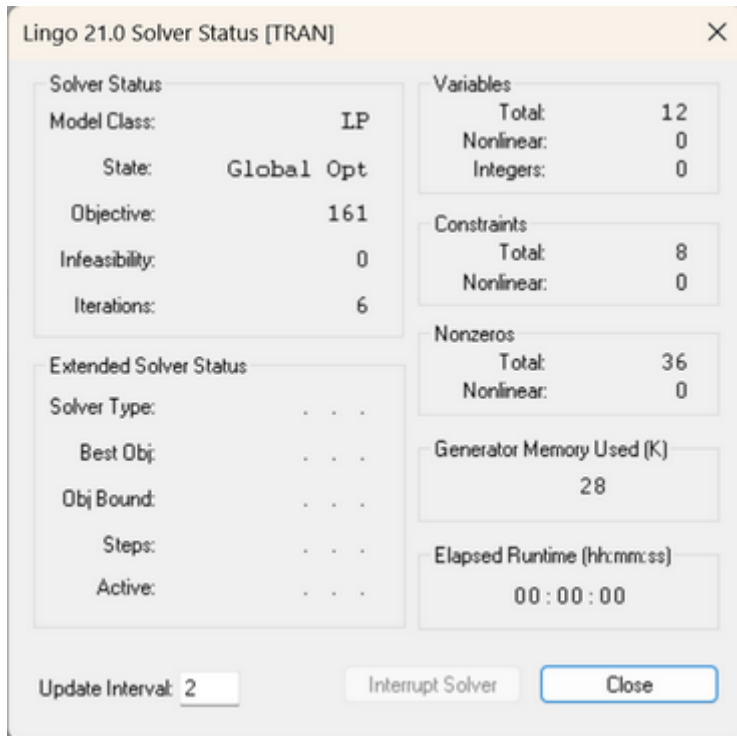 Lingo 21.0 Solver Status [TRAN]
Solver Status
Model Class: LP
State: Global Opt
Objective: 161
Infeasibility: 0
Iterations: 6
Extended Solver Status
Solver Type: . . .
Best Obj: . . .
Obj Bound: . . .
Steps: . . .
Active: . . .
Update Interval: 2
Variables
Total: 12
Nonlinear: 0
Integers: 0
Constraints
Total: 8
Nonlinear: 0
Nonzeros
Total: 36
Nonlinear: 0
Generator Memory Used (K)
28
Elapsed Runtime (hh:mm:ss)
00:00:00
Interrupt Solver
Close